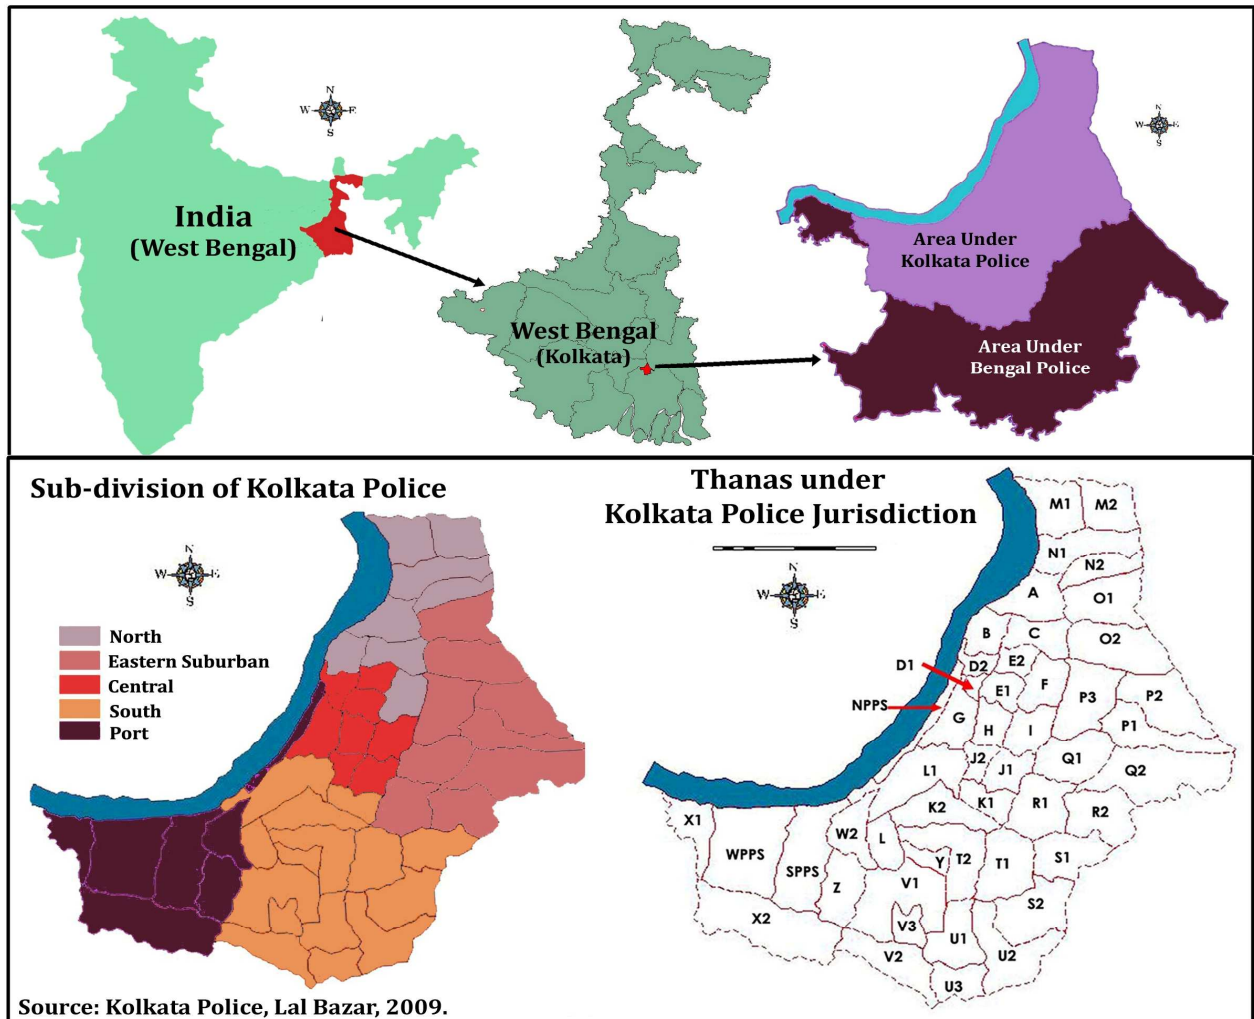 N
W E
S
India
(West Bengal)
West Bengal
(Kolkata)
N
W E
S
Area Under
Kolkata Police
Area Under
Bengal Police
Sub-division of Kolkata Police
N
W E
S
North
Eastern Suburban
Central
South
Port
Source: Kolkata Police, Lal Bazar, 2009.
Thanas under
Kolkata Police Jurisdiction
N
W E
S
M1 M2
N1 N2
A O1
B C O2
D1 D2 E2
E1 F P3 P2
NPPS G H I P1
L1 J2 J1 Q1 Q2
K2 K1 R1 R2
X1 W2 L
WPPS SPPS Z Y T2 T1 S1
V1 S2
X2 V3 U1
V2 U2
U3